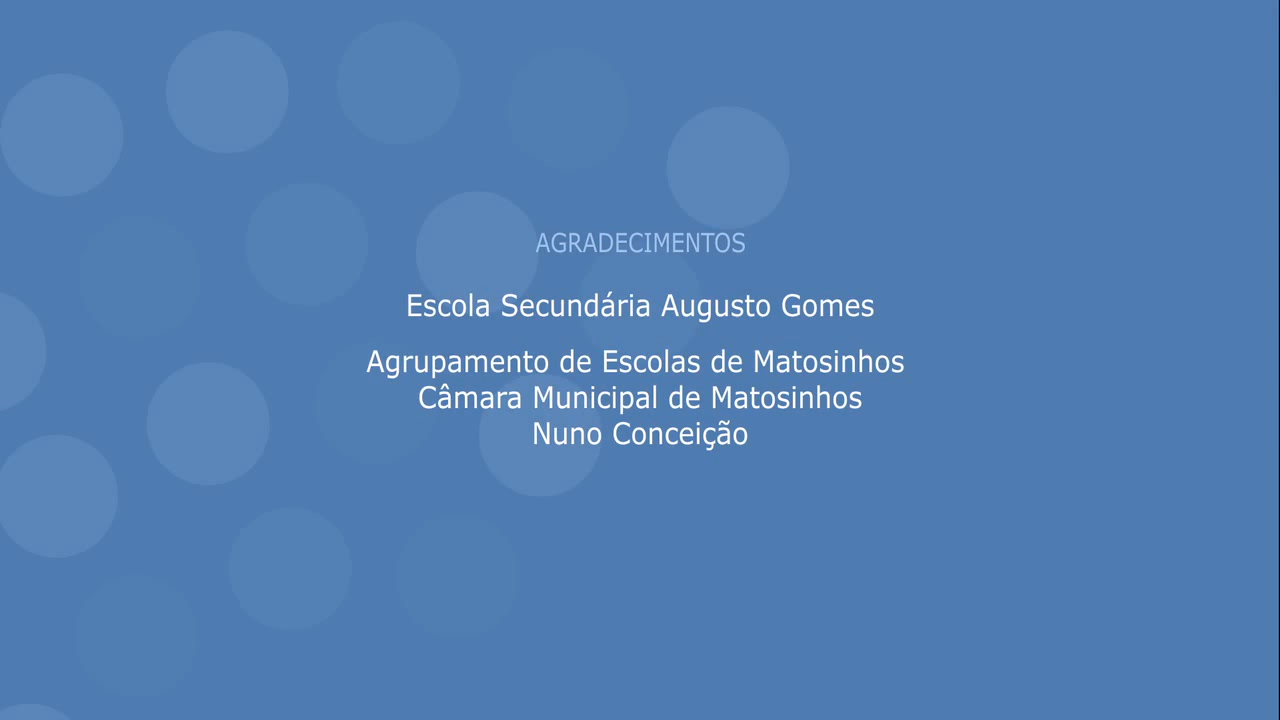 AGRADECIMENTOS
Escola Secundária Augusto Gomes
Agrupamento de Escolas de Matosinhos
Câmara Municipal de Matosinhos
Nuno Conceição